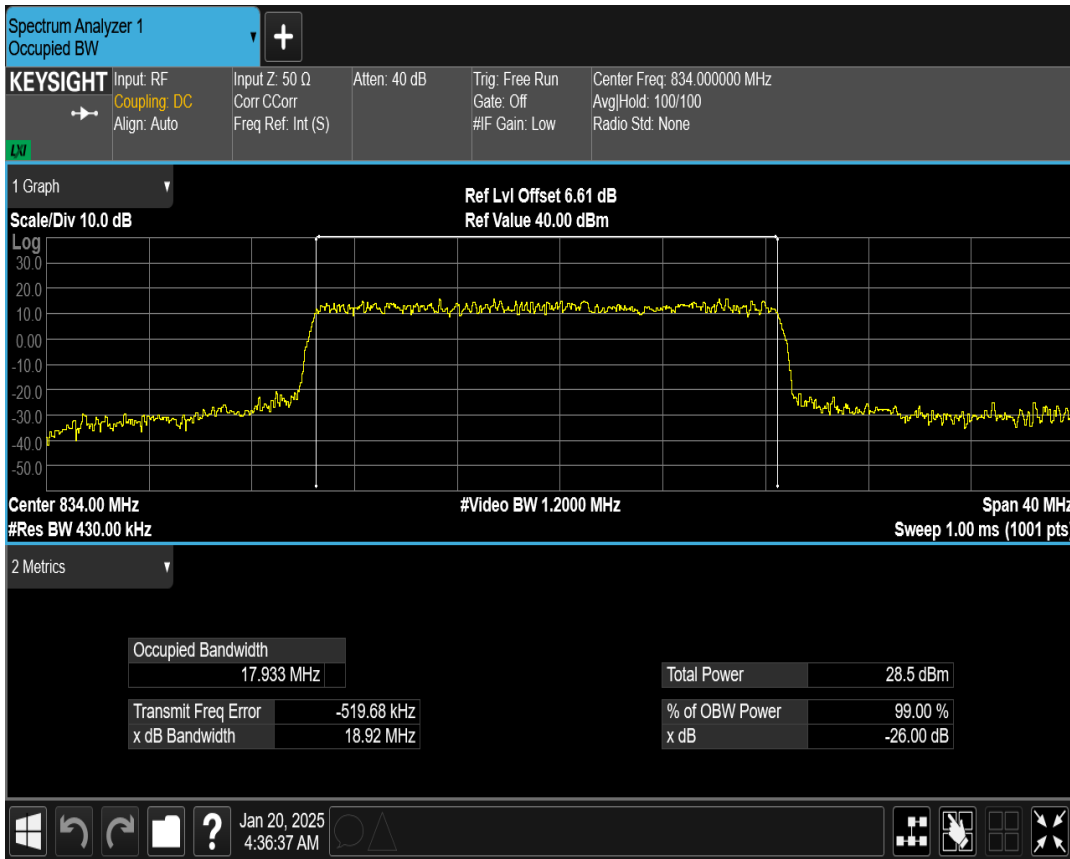 Spectrum Analyzer 1
Occupied BW
+
KEYSIGHT
LXI
Input: RF
Coupling: DC
Align: Auto
Input Z: 50 Ω
Corr CCorr
Freq Ref: Int (S)
Atten: 40 dB
Trig: Free Run
Gate: Off
#IF Gain: Low
Center Freq: 834.000000 MHz
Avg|Hold: 100/100
Radio Std: None
1 Graph
Ref Lvl Offset 6.61 dB
Scale/Div 10.0 dB
Ref Value 40.00 dBm
Log
30.0
20.0
10.0
0.00
-10.0
-20.0
-30.0
-40.0
-50.0
Center 834.00 MHz
#Video BW 1.2000 MHz
Span 40 MHz
#Res BW 430.00 kHz
Sweep 1.00 ms (1001 pts)
2 Metrics
Occupied Bandwidth
17.933 MHz
Total Power 28.5 dBm
Transmit Freq Error -519.68 kHz
% of OBW Power 99.00 %
x dB Bandwidth 18.92 MHz
x dB -26.00 dB
?
Jan 20, 2025
4:36:37 AM